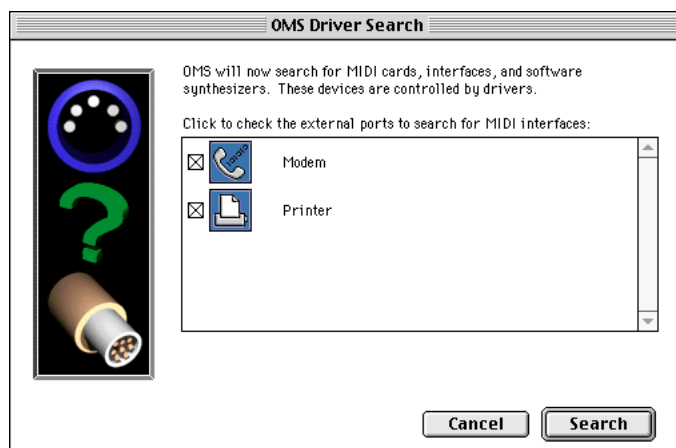 OMS Driver Search
OMS will now search for MIDI cards, interfaces, and software
synthesizers. These devices are controlled by drivers.
Click to check the external ports to search for MIDI interfaces:
Modem
Printer
Cancel
Search